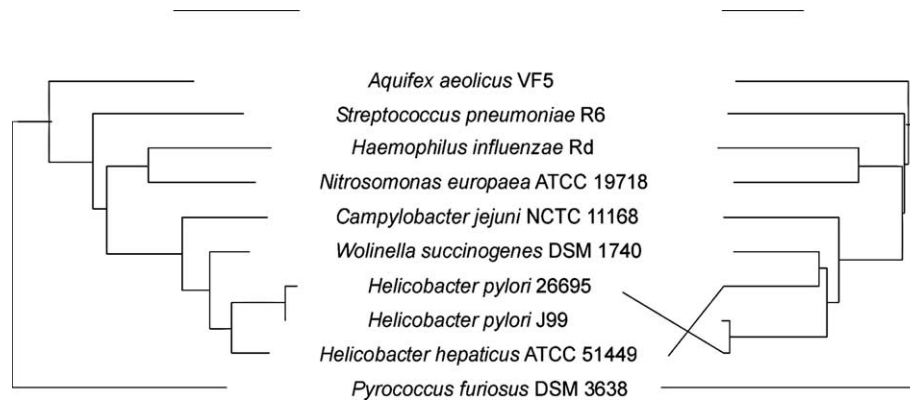 Aquifex aeolicus VF5
Streptococcus pneumoniae R6
Haemophilus influenzae Rd
Nitrosomonas europaea ATCC 19718
Campylobacter jejuni NCTC 11168
Wolinella succinogenes DSM 1740
Helicobacter pylori 26695
Helicobacter pylori J99
Helicobacter hepaticus ATCC 51449
Pyrococcus furiosus DSM 3638